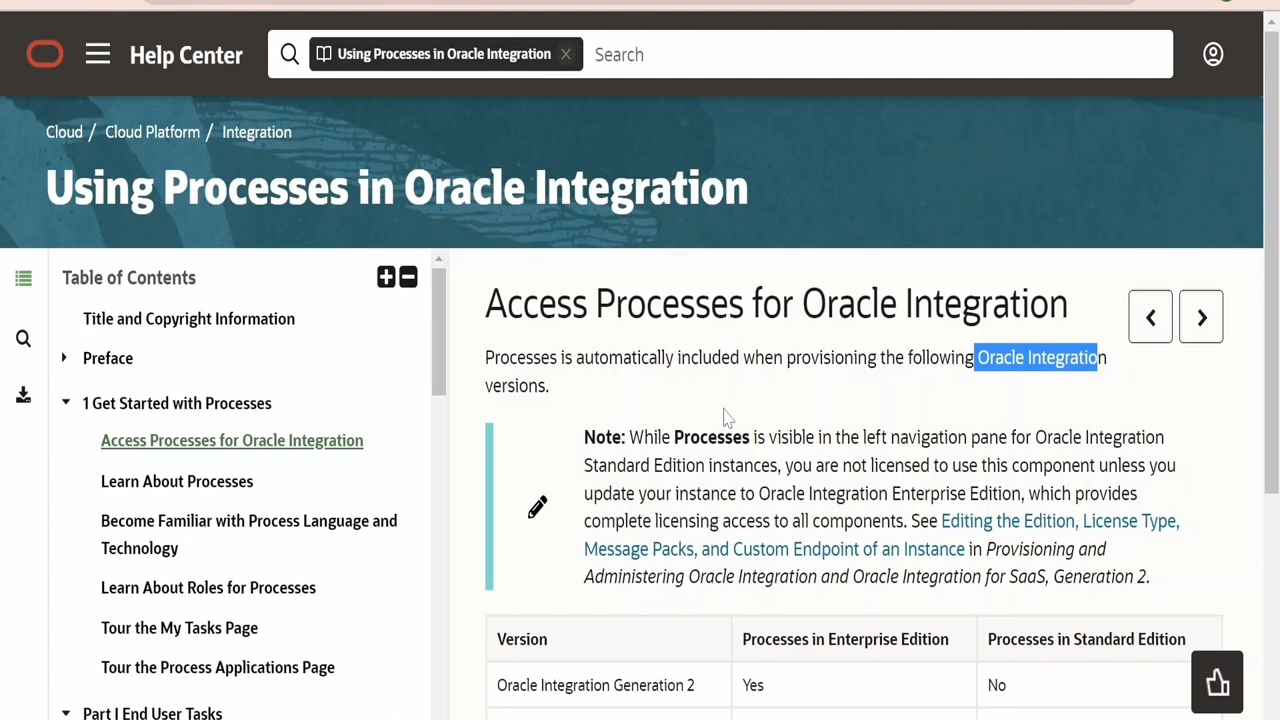 Help Center
Using Processes in Oracle Integration
Search
Cloud / Cloud Platform / Integration
Using Processes in Oracle Integration
Table of Contents
Title and Copyright Information
Preface
1 Get Started with Processes
Access Processes for Oracle Integration
Learn About Processes
Become Familiar with Process Language and
Technology
Learn About Roles for Processes
Tour the My Tasks Page
Tour the Process Applications Page
Part I End User Tasks
Access Processes for Oracle Integration
Processes is automatically included when provisioning the following Oracle Integration
versions.
Note: While Processes is visible in the left navigation pane for Oracle Integration
Standard Edition instances, you are not licensed to use this component unless you
update your instance to Oracle Integration Enterprise Edition, which provides
complete licensing access to all components. See Editing the Edition, License Type,
Message Packs, and Custom Endpoint of an Instance in Provisioning and
Administering Oracle Integration and Oracle Integration for SaaS, Generation 2.
Version Processes in Enterprise Edition Processes in Standard Edition
Oracle Integration Generation 2 Yes No